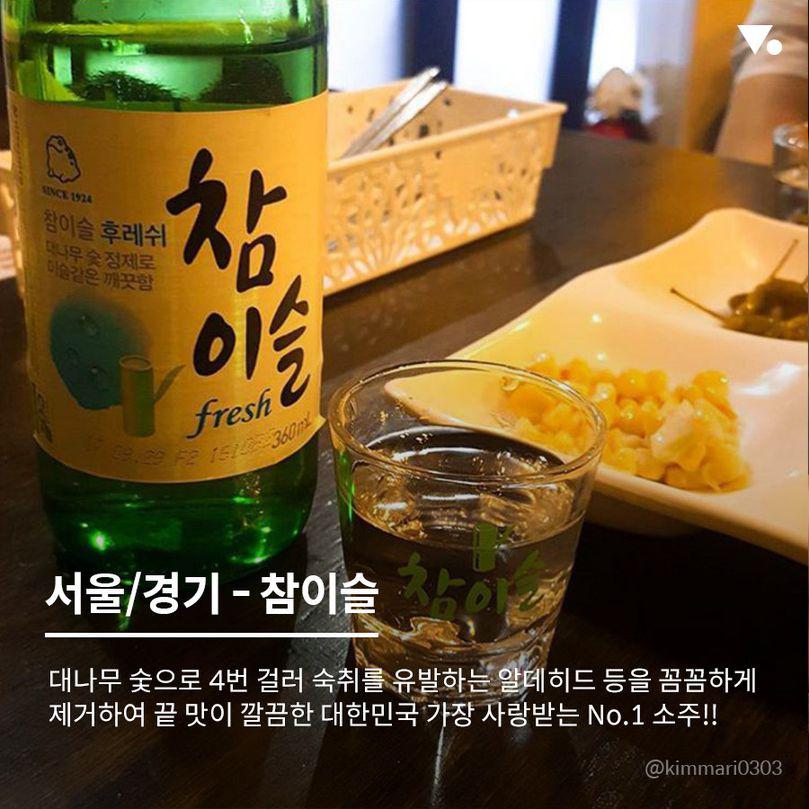 SINCE 1924
참이슬 후레쉬
대나무 숯 정제로
이슬같은 깨끗함
참
이슬
fresh
360mL
참이슬
서울/경기 - 참이슬
대나무 숯으로 4번 걸러 숙취를 유발하는 알데히드 등을 꼼꼼하게
제거하여 끝 맛이 깔끔한 대한민국 가장 사랑받는 No.1 소주!!
@kimmari0303